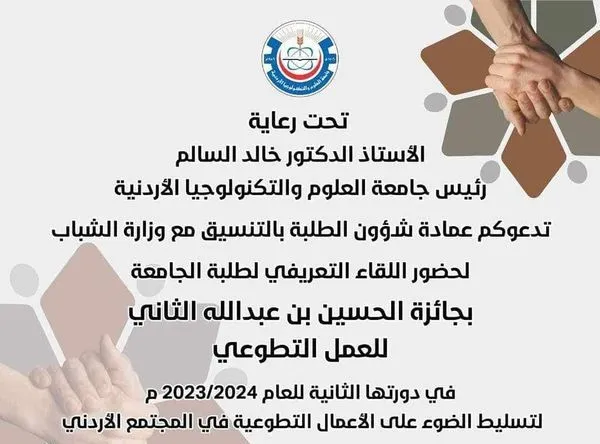 تحت رعاية
الأستاذ الدكتور خالد السالم
رئيس جامعة العلوم والتكنولوجيا الأردنية
تدعوكم عمادة شؤون الطلبة بالتنسيق مع وزارة الشباب
لحضور اللقاء التعريفي لطلبة الجامعة
بجائزة الحسين بن عبدالله الثاني
للعمل التطوعي
في دورتها الثانية للعام 2023/2024 م
لتسليط الضوء على الأعمال التطوعية في المجتمع الأردني